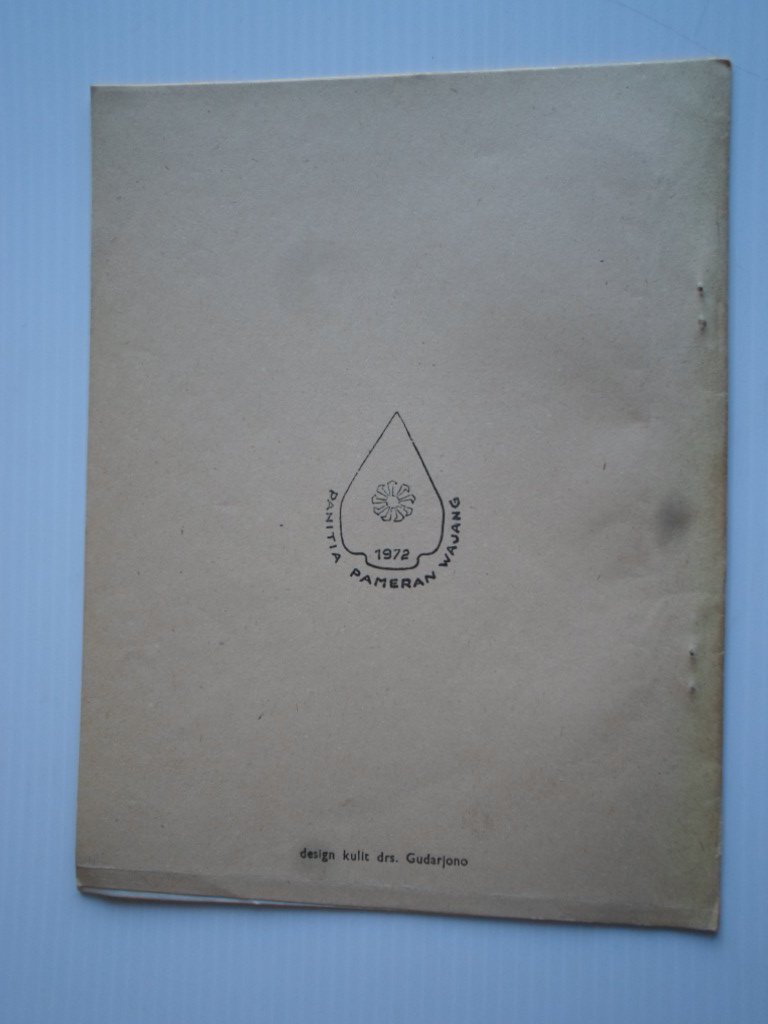 1972
PANITIA PAMERAN WAJANG
design kulit drs. Gudarjono